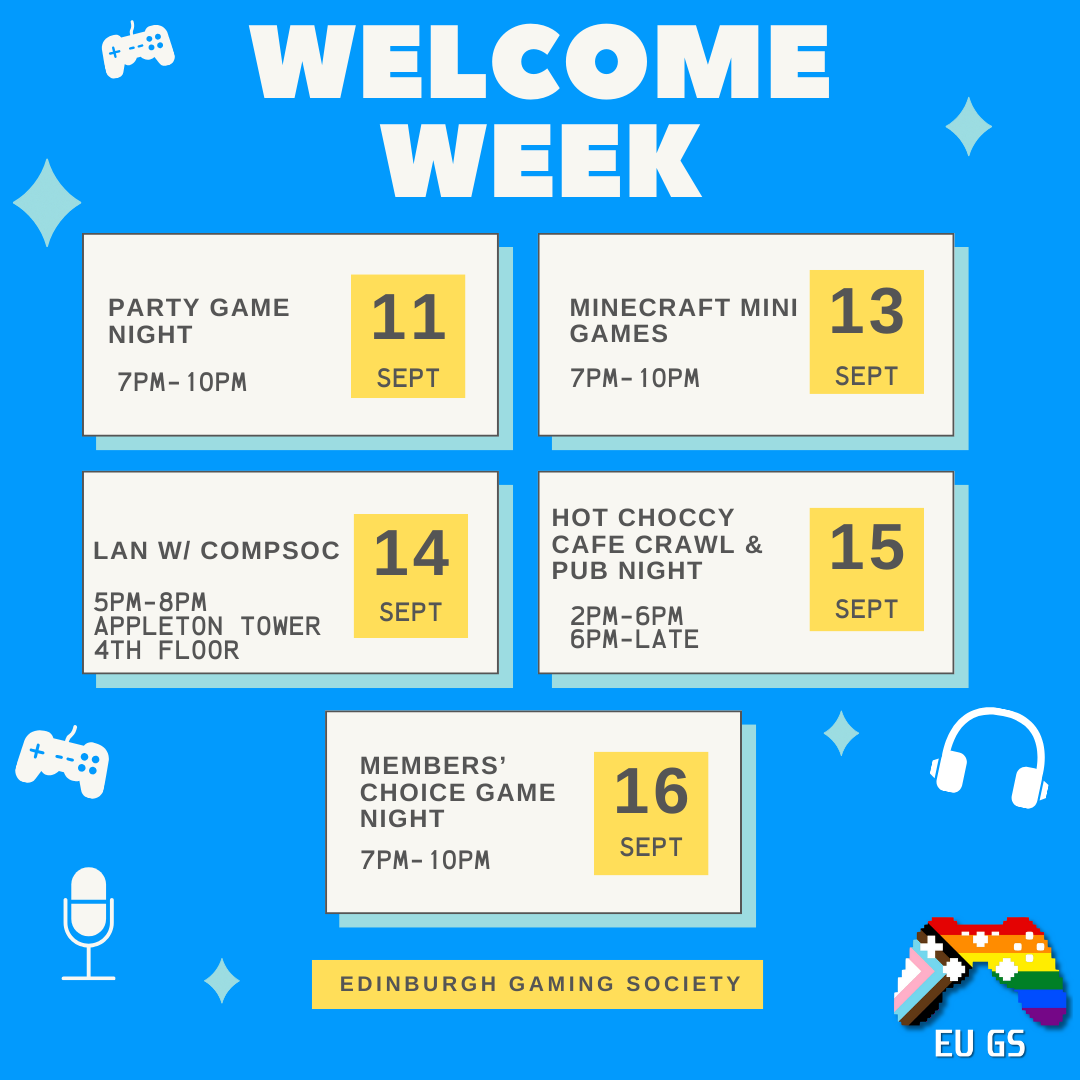 WELCOME
WEEK
PARTY GAME
NIGHT
7PM-10PM
11
SEPT
MINECRAFT MINI
GAMES
7PM-10PM
13
SEPT
LAN W/ COMPSOC
5PM-8PM
APPLETON TOWER
4TH FLOOR
14
SEPT
HOT CHOCCY
CAFE CRAWL &
PUB NIGHT
2PM-6PM
6PM-LATE
15
SEPT
MEMBERS’
CHOICE GAME
NIGHT
7PM-10PM
16
SEPT
EDINBURGH GAMING SOCIETY
EU GS